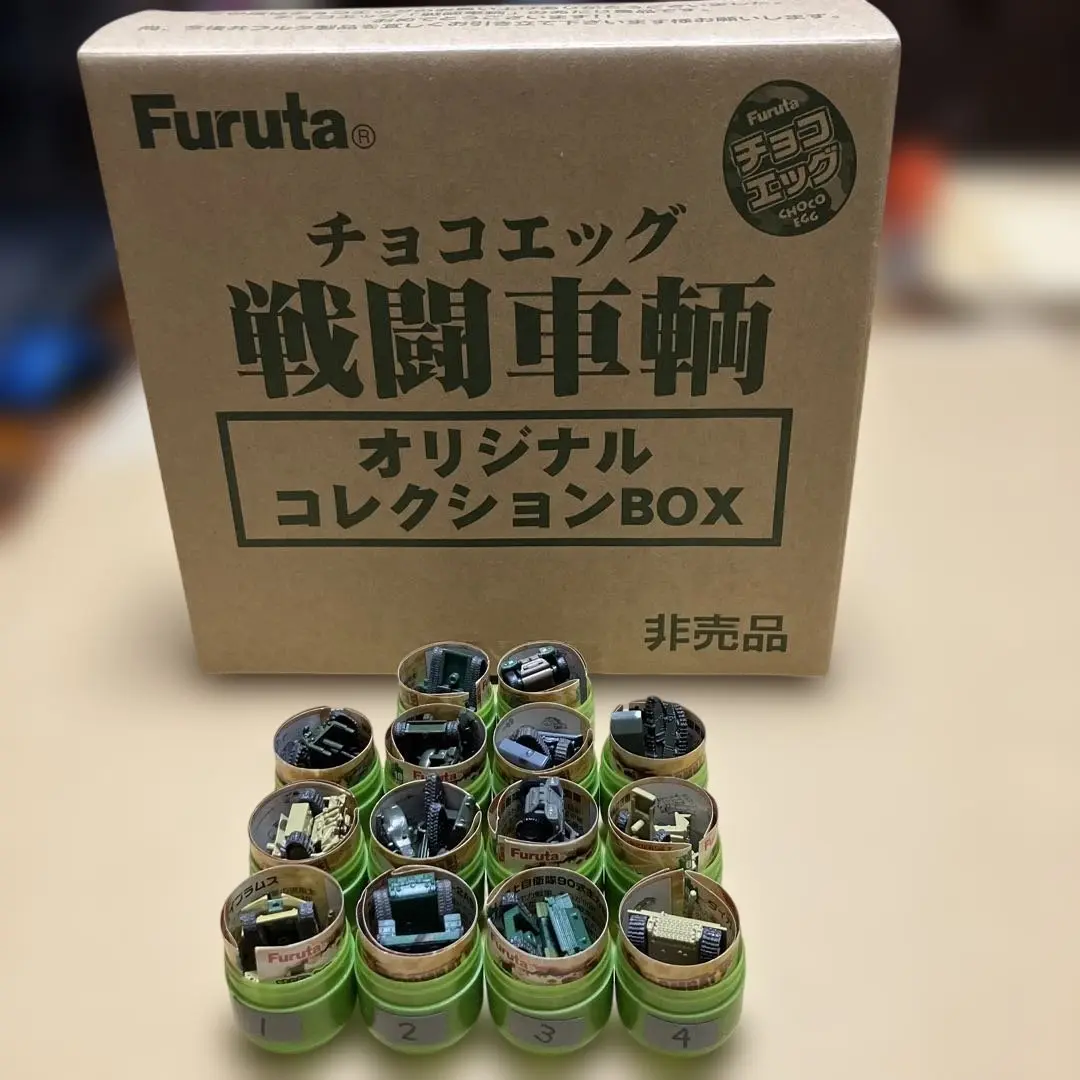 Furuta®
Furuta
チョコ
エッグ
CHOCO
EGG
チョコエッグ
戦闘車輌
オリジナル
コレクションBOX
非売品
Furuta
Furuta
Furuta
Furuta
1
2
3
4